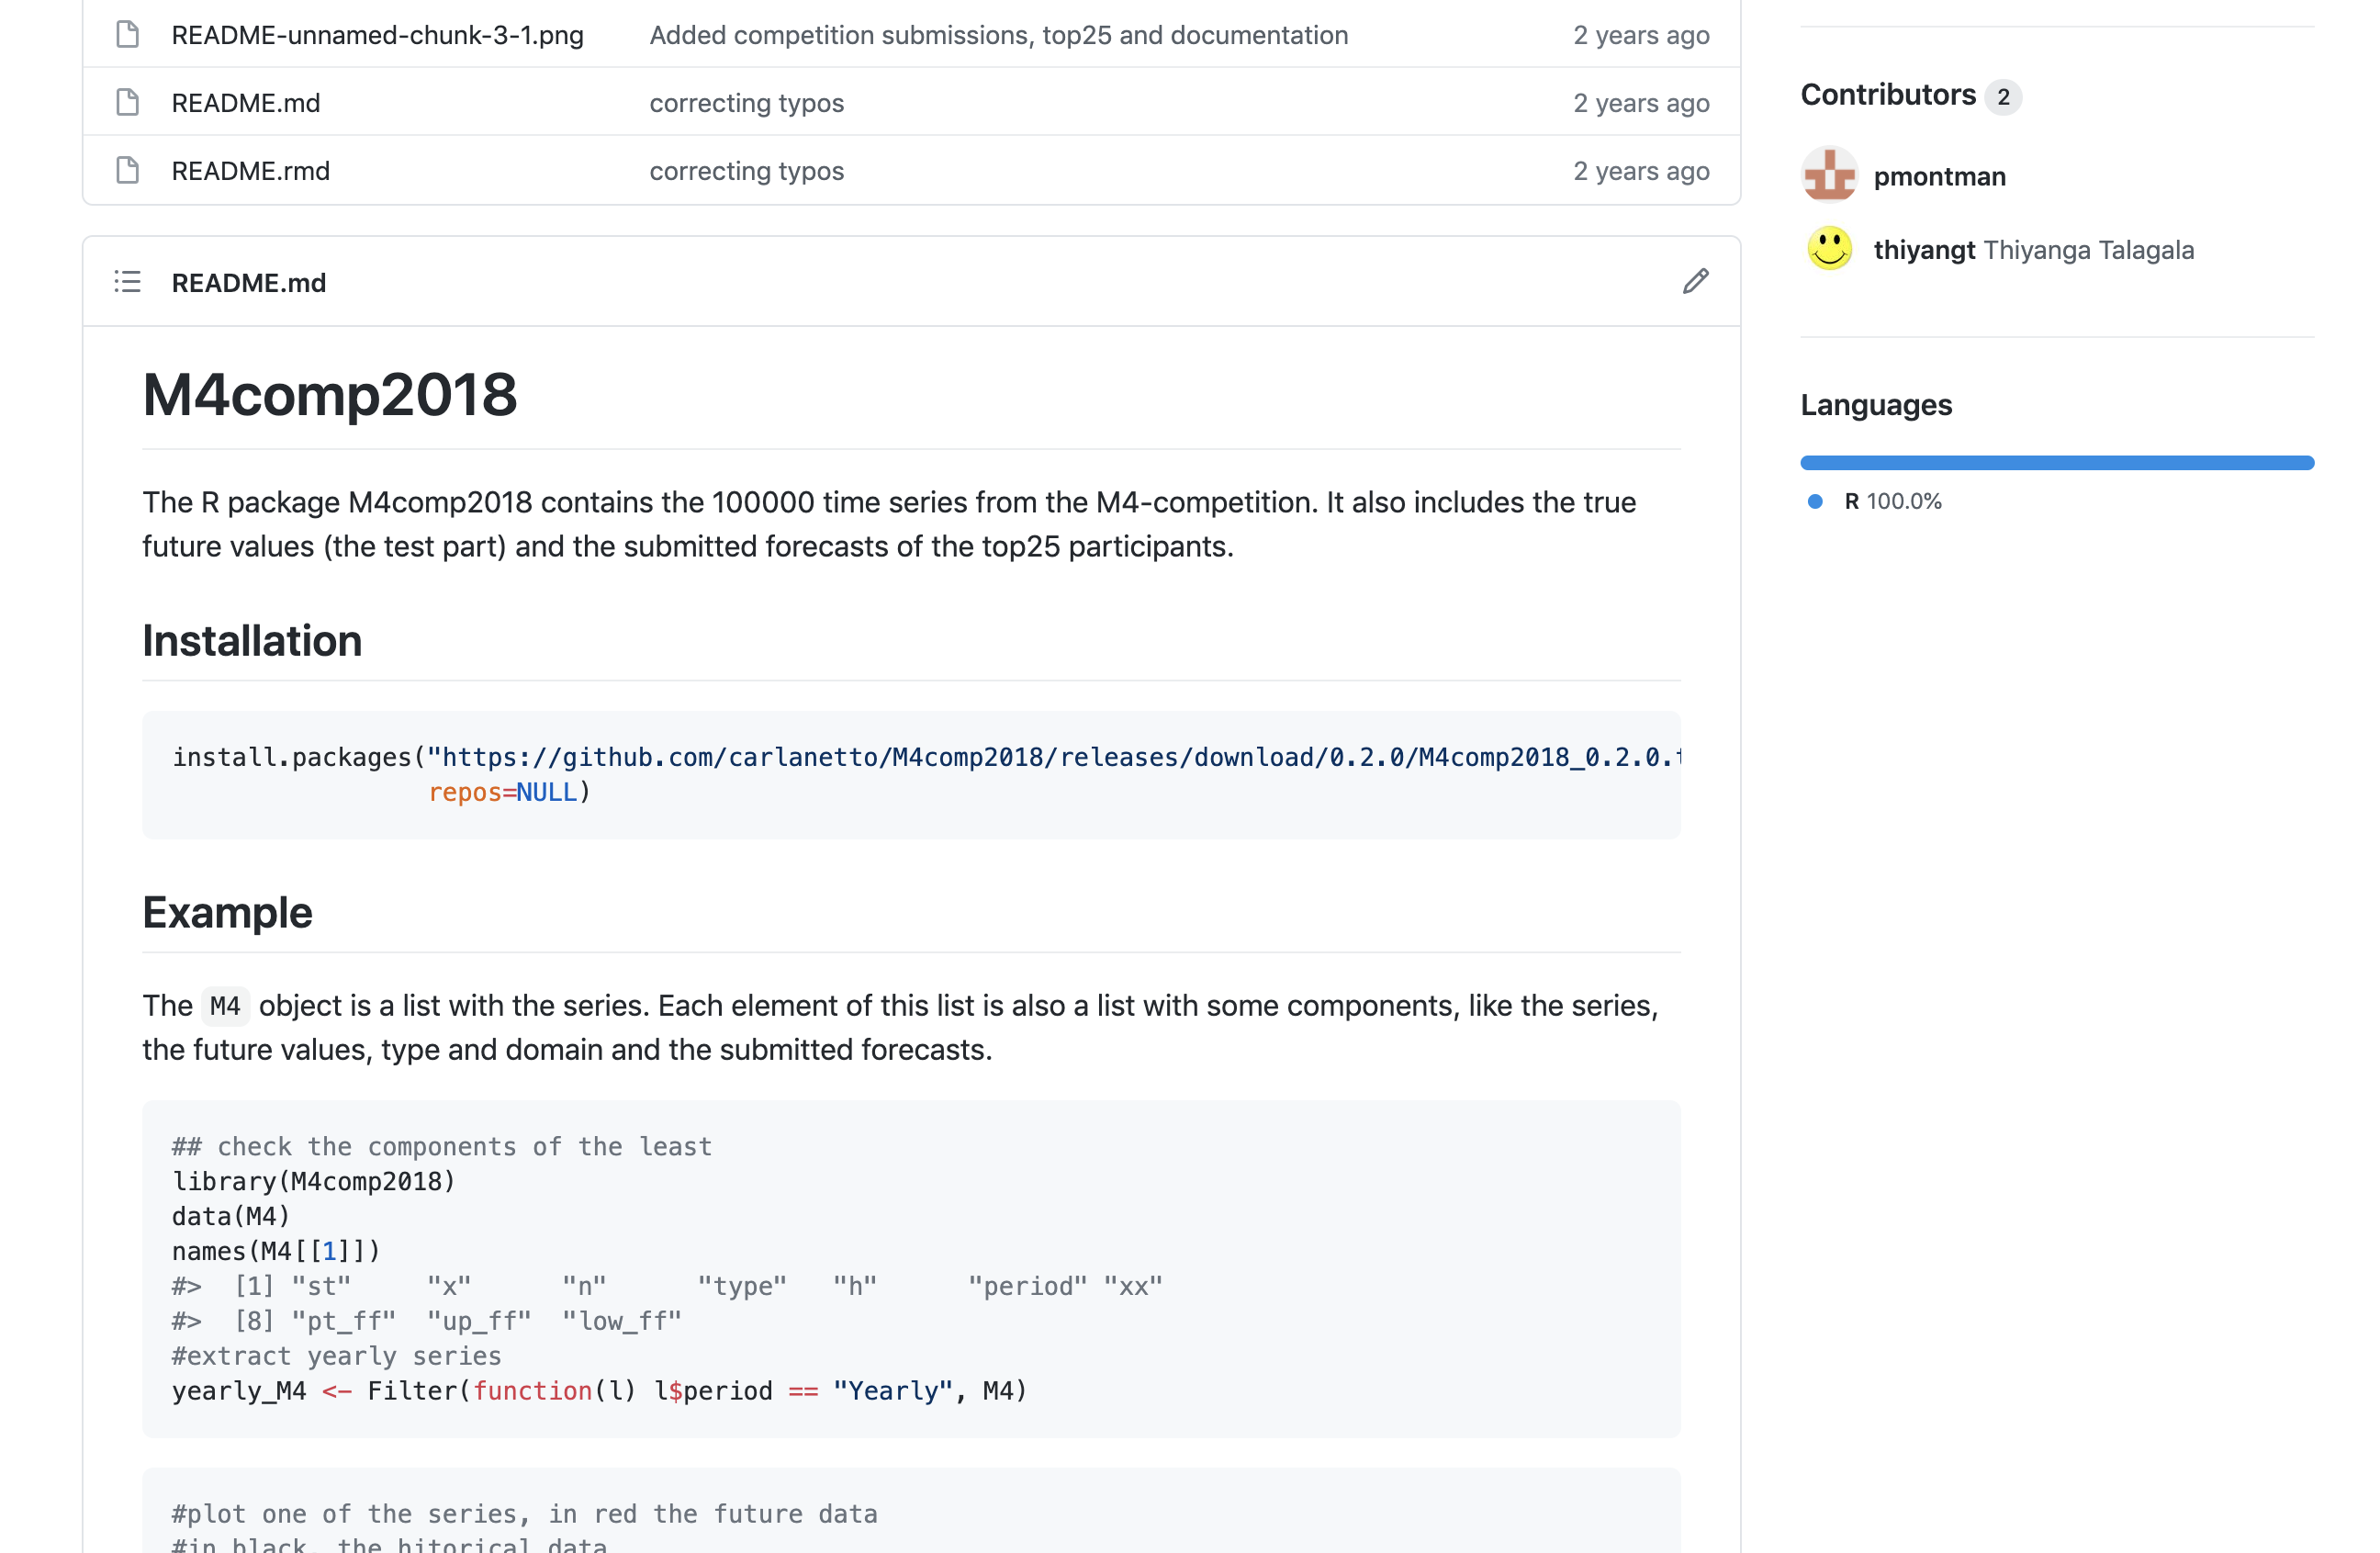 README-unnamed-chunk-3-1.png Added competition submissions, top25 and documentation 2 years ago
README.md correcting typos 2 years ago
README.rmd correcting typos 2 years ago
README.md
M4comp2018
The R package M4comp2018 contains the 100000 time series from the M4-competition. It also includes the true
future values (the test part) and the submitted forecasts of the top25 participants.
Installation
install.packages("https://github.com/carlanetto/M4comp2018/releases/download/0.2.0/M4comp2018_0.2.0.t
repos=NULL)
Example
The M4 object is a list with the series. Each element of this list is also a list with some components, like the series,
the future values, type and domain and the submitted forecasts.
## check the components of the least
library(M4comp2018)
data(M4)
names(M4[[1]])
#>  [1] "st"     "x"      "n"      "type"   "h"      "period" "xx"
#>  [8] "pt_ff"  "up_ff"  "low_ff"
#extract yearly series
yearly_M4 <- Filter(function(l) l$period == "Yearly", M4)
#plot one of the series, in red the future data
#in black, the hitorical data
Contributors 2
pmontman
thiyangt Thiyanga Talagala
Languages
R 100.0%